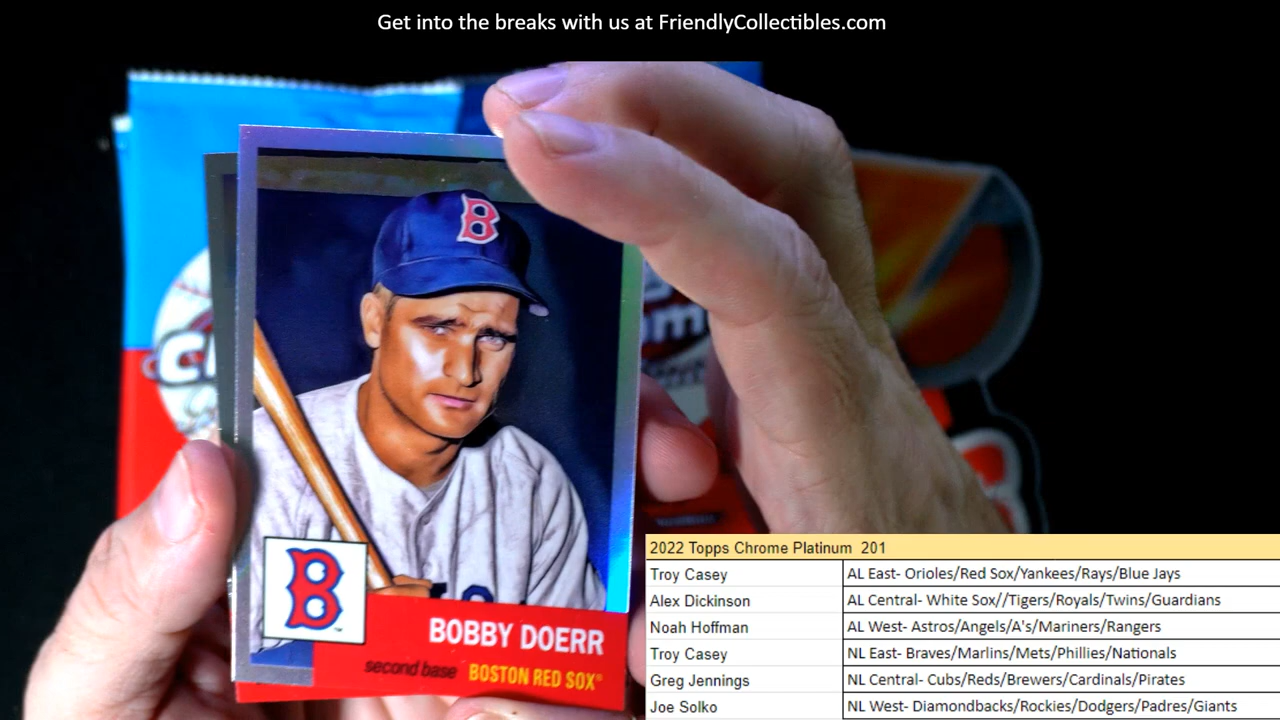 Get into the breaks with us at FriendlyCollectibles.com
B
B
BOBBY DOERR
second base BOSTON RED SOX
2022 Topps Chrome Platinum 201
Troy Casey AL East- Orioles/Red Sox/Yankees/Rays/Blue Jays
Alex Dickinson AL Central- White Sox//Tigers/Royals/Twins/Guardians
Noah Hoffman AL West- Astros/Angels/A's/Mariners/Rangers
Troy Casey NL East- Braves/Marlins/Mets/Phillies/Nationals
Greg Jennings NL Central- Cubs/Reds/Brewers/Cardinals/Pirates
Joe Solko NL West- Diamondbacks/Rockies/Dodgers/Padres/Giants